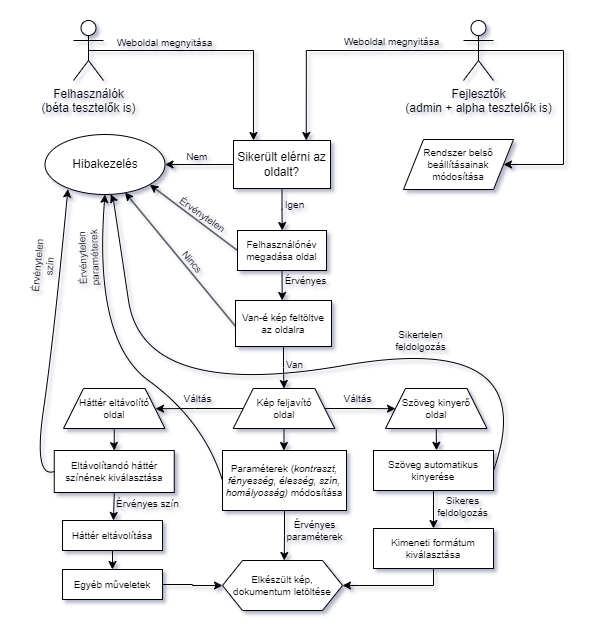 Weboldal megnyitása
Weboldal megnyitása
Felhasználók
(béta tesztelők is)
Fejlesztők
(admin + alpha tesztelők is)
Hibakezelés
Nem
Sikerült elérni az
oldalt?
Rendszer belső
beállításainak
módosítása
Igen
Érvénytelen
Felhasználónév
megadása oldal
Érvénytelen
szín
Érvénytelen
paraméterek
Nincs
Érvényes
Van-é kép feltöltve
az oldalra
Sikertelen
feldolgozás
Van
Háttér eltávolító
oldal
Váltás
Kép feljavító
oldal
Váltás
Szöveg kinyerő
oldal
Eltávolítandó háttér
színének kiválasztása
Paraméterek (kontraszt,
fényesség, élesség, szín,
homályosság) módosítása
Szöveg automatikus
kinyerése
Érvényes szín
Sikeres
feldolgozás
Érvényes
paraméterek
Háttér eltávolítása
Kimeneti formátum
kiválasztása
Egyéb műveletek
Elkészült kép,
dokumentum letöltése